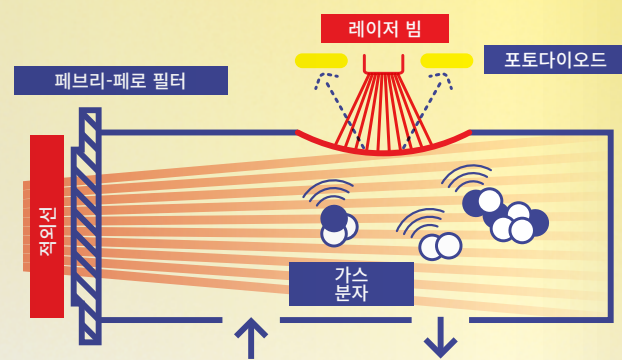 레이저 빔
포토다이오드
페브리-페로 필터
적외선
가스
분자